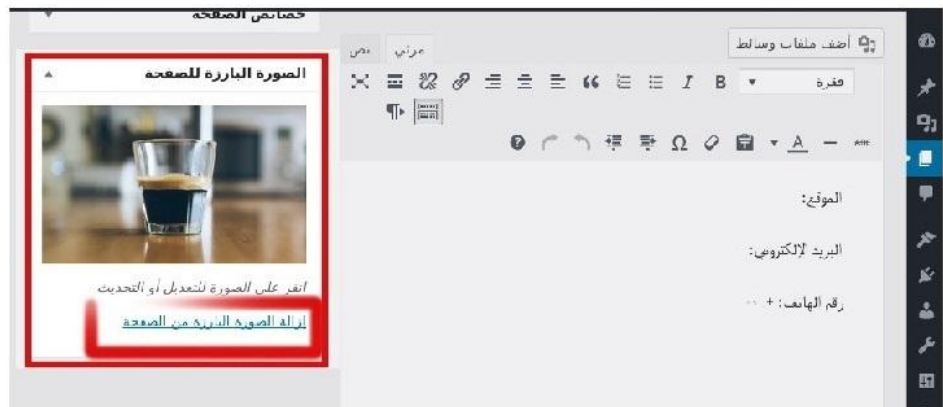 خصائص الصفحة
أضف ملفات وسائط
مرئي
نص
فقرة
B I
الموقع:
البريد الإلكتروني:
رقم الهاتف: +
الصورة البارزة للصفحة
انقر على الصورة للتعديل أو التحديث
إزالة الصورة البارزة من الصفحة